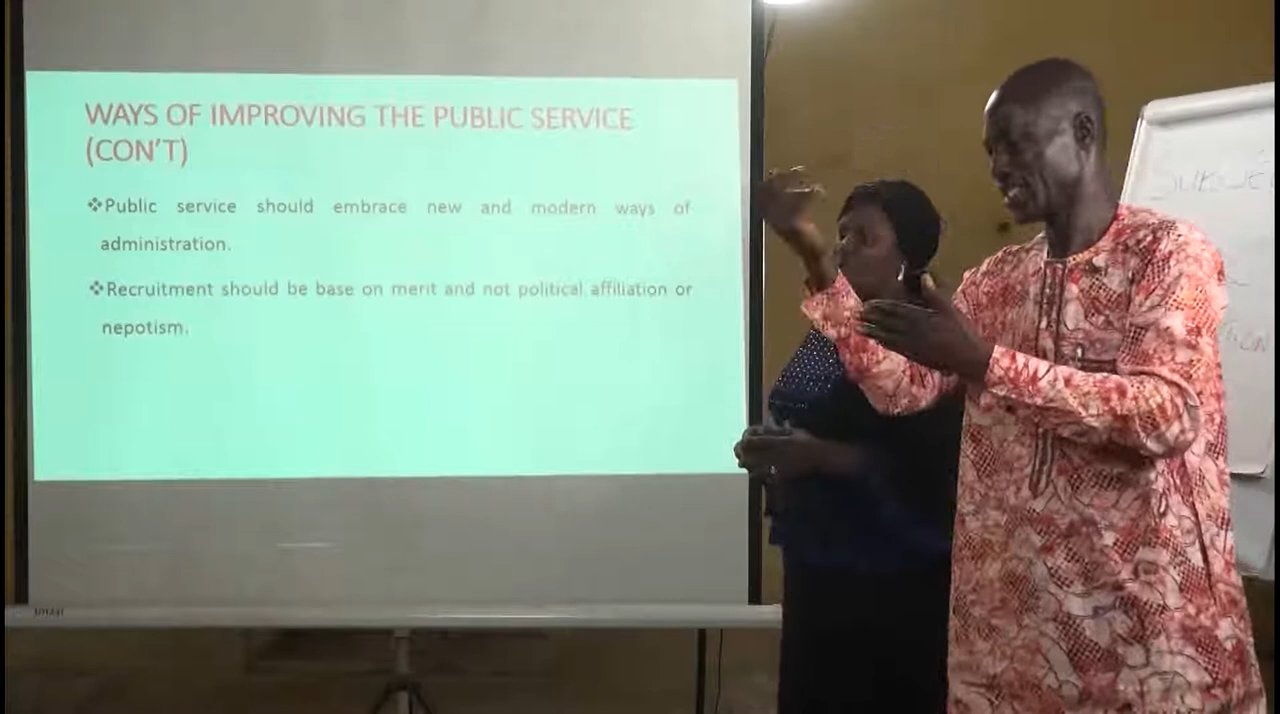 WAYS OF IMPROVING THE PUBLIC SERVICE
(CON'T)
❖Public service should embrace new and modern ways of
administration.
❖Recruitment should be base on merit and not political affiliation or
nepotism.